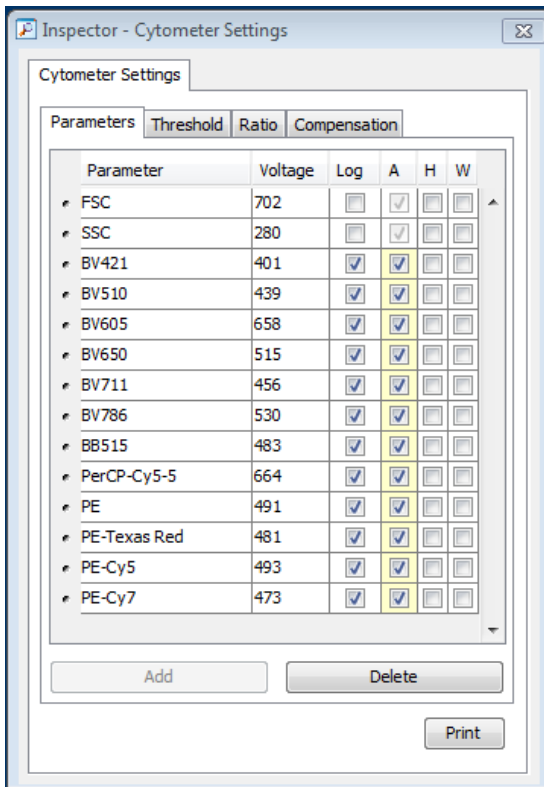 Inspector - Cytometer Settings
Cytometer Settings
Parameters Threshold Ratio Compensation
Parameter Voltage Log A H W
FSC 702
SSC 280
BV421 401
BV510 439
BV605 658
BV650 515
BV711 456
BV786 530
BB515 483
PerCP-Cy5-5 664
PE 491
PE-Texas Red 481
PE-Cy5 493
PE-Cy7 473
Add Delete
Print